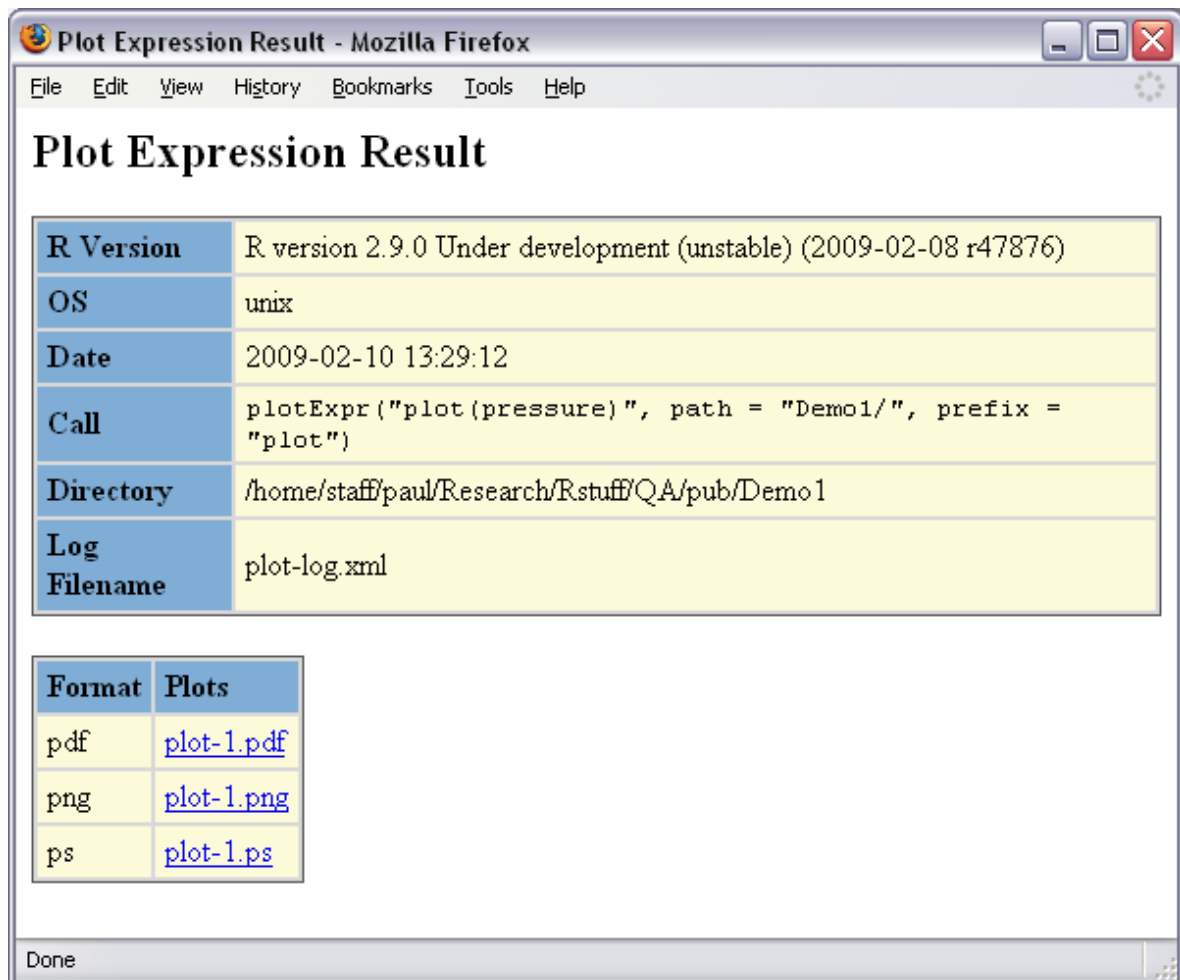 Plot Expression Result - Mozilla Firefox
File Edit View History Bookmarks Tools Help
Plot Expression Result
R Version R version 2.9.0 Under development (unstable) (2009-02-08 r47876)
OS unix
Date 2009-02-10 13:29:12
Call plotExpr("plot(pressure)", path = "Demo1/", prefix =
"plot")
Directory /home/staff/paul/Research/Rstuff/QA/pub/Demo1
Log
Filename plot-log.xml
Format Plots
pdf plot-1.pdf
png plot-1.png
ps plot-1.ps
Done